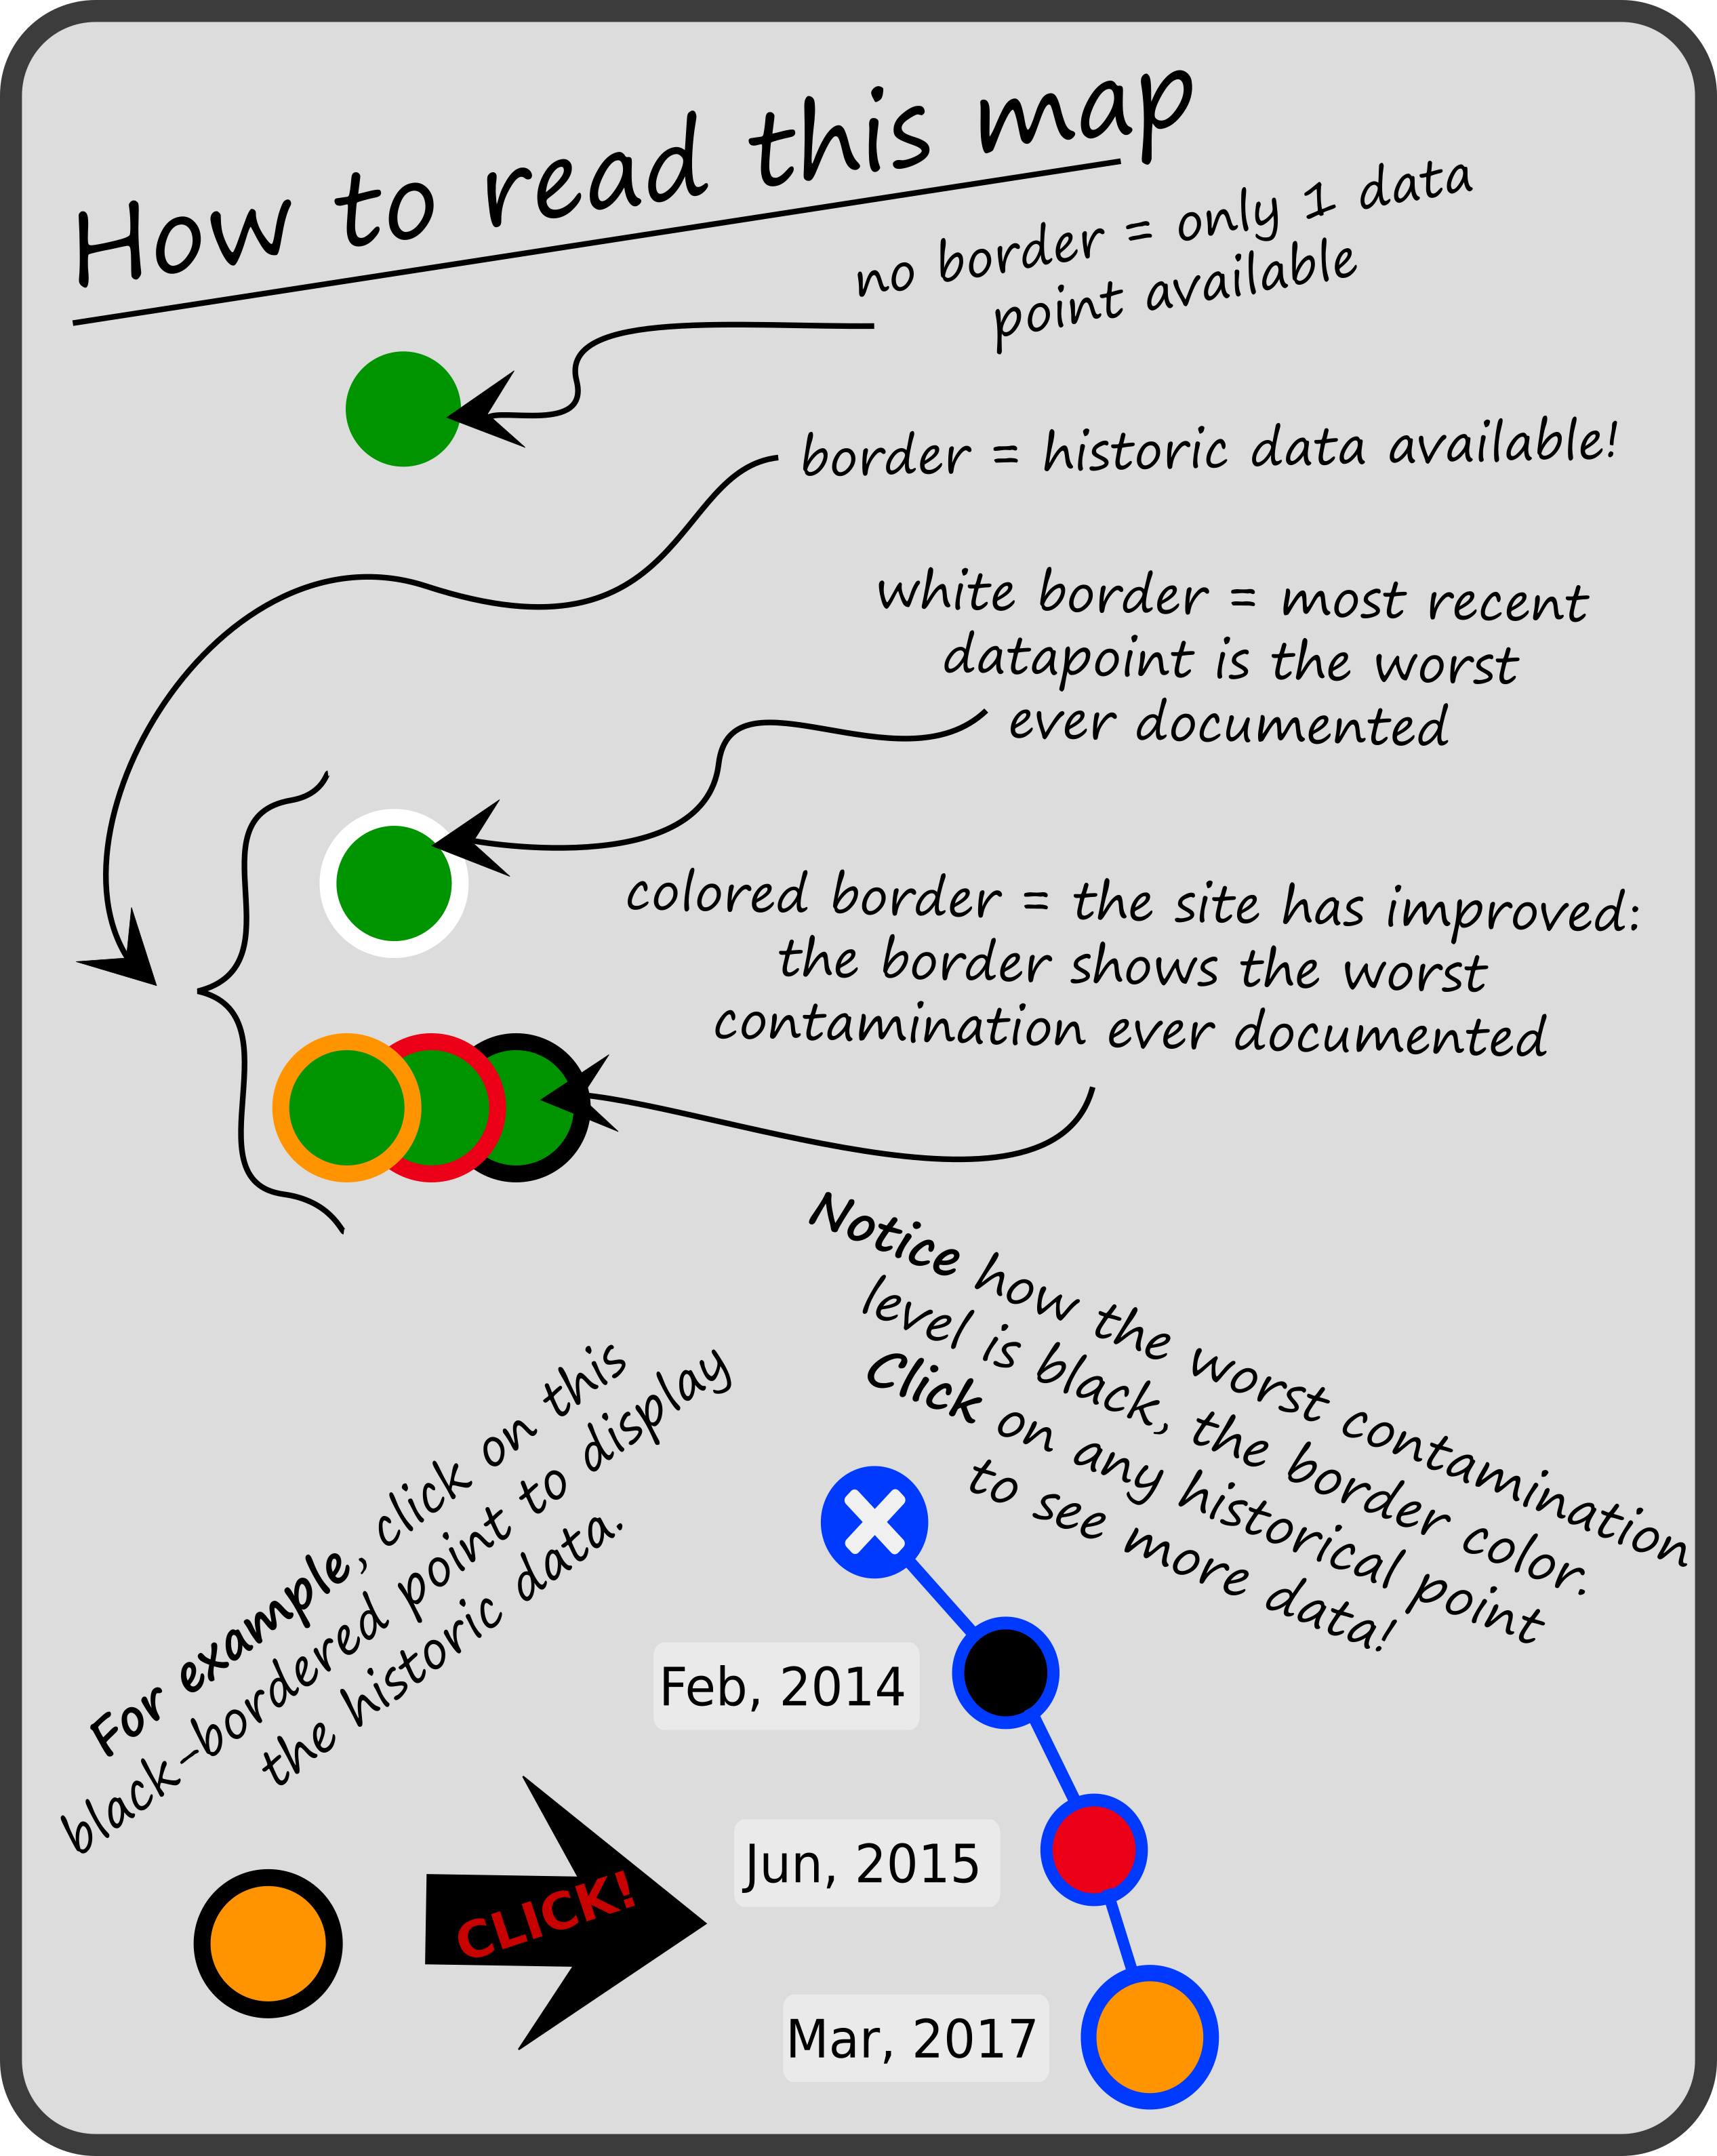 How to read this map
no border = only 1 data
point available
border = historic data available!
white border = most recent
datapoint is the worst
ever documented
colored border = the site has improved:
the border shows the worst
contamination ever documented
Notice how the worst contamination
level is black, the border color.
Click on any historical point
to see more data!
For example, click on this
black-bordered point to display
the historic data.
CLICK!
Feb, 2014
Jun, 2015
Mar, 2017